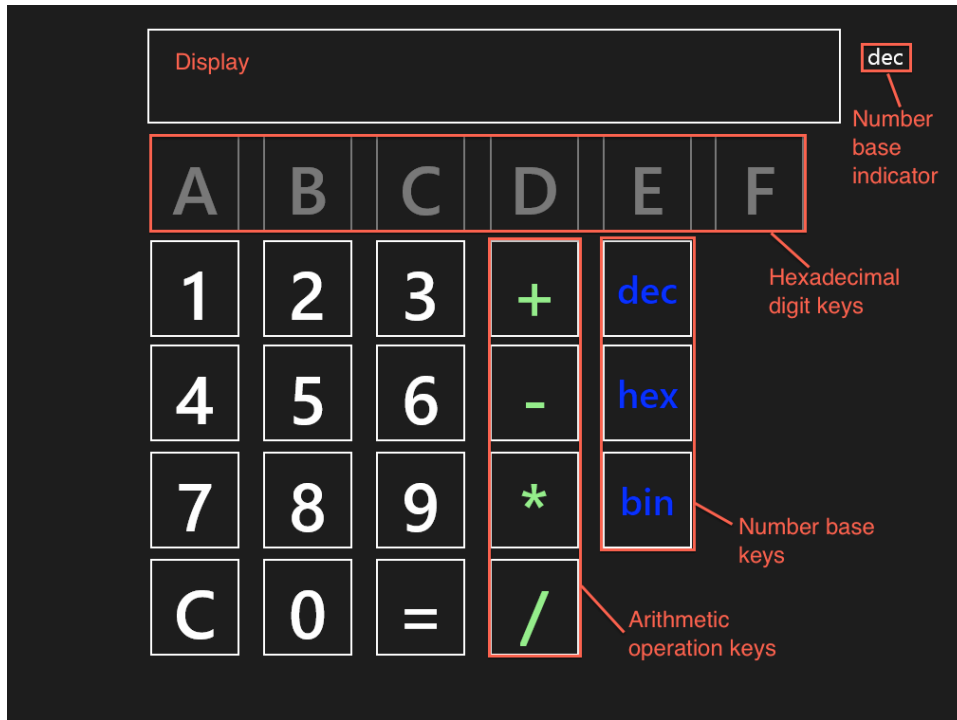 Display
dec
Number
base
indicator
A B C D E F
Hexadecimal
digit keys
1 2 3 + dec
4 5 6 - hex
7 8 9 * bin
Number base
keys
C 0 = /
Arithmetic
operation keys